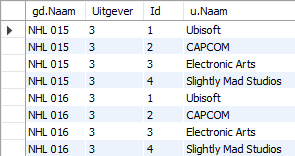 gd.Naam Uitgever Id u.Naam
NHL 015 3 1 Ubisoft
NHL 015 3 2 CAPCOM
NHL 015 3 3 Electronic Arts
NHL 015 3 4 Slightly Mad Studios
NHL 016 3 1 Ubisoft
NHL 016 3 2 CAPCOM
NHL 016 3 3 Electronic Arts
NHL 016 3 4 Slightly Mad Studios